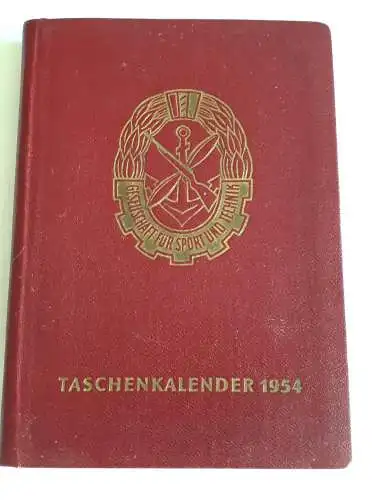 GESELLSCHAFT FÜR SPORT UND TECHNIK
TASCHENKALENDER 1954